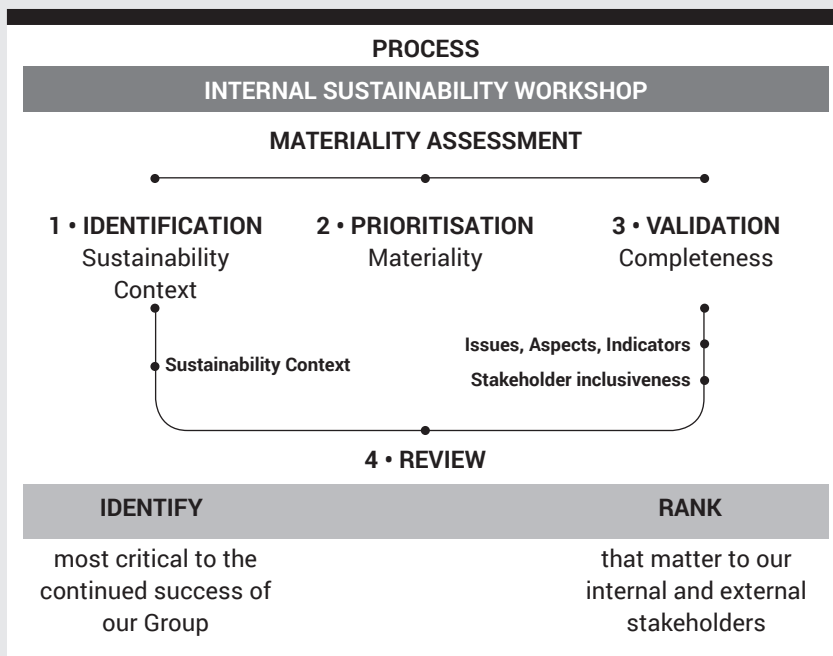 PROCESS
INTERNAL SUSTAINABILITY WORKSHOP
MATERIALITY ASSESSMENT
1 • IDENTIFICATION
Sustainability
Context
2 • PRIORITISATION
Materiality
3 • VALIDATION
Completeness
Sustainability Context
Issues, Aspects, Indicators
Stakeholder inclusiveness
4 • REVIEW
IDENTIFY
most critical to the
continued success of
our Group
RANK
that matter to our
internal and external
stakeholders